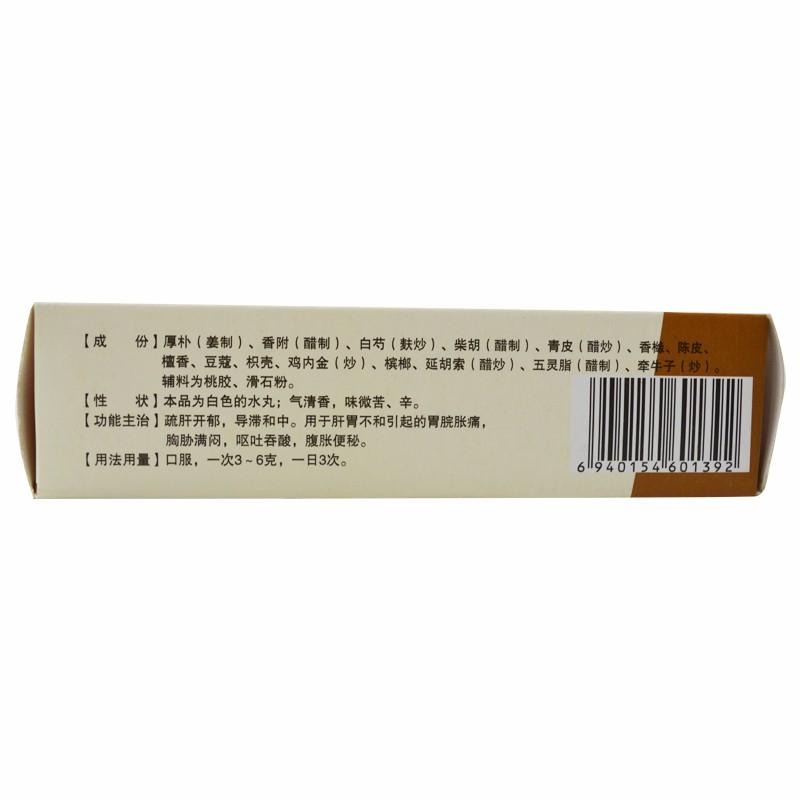 【成　份】厚朴（姜制）、香附（醋制）、白芍（麸炒）、柴胡（醋制）、青皮（醋炒）、香橼、陈皮、
檀香、豆蔻、枳壳、鸡内金（炒）、槟榔、延胡索（醋炒）、五灵脂（醋制）、牵牛子（炒）。
辅料为桃胶、滑石粉。
【性　状】本品为白色的水丸；气清香，味微苦、辛。
【功能主治】疏肝开郁，导滞和中。用于肝胃不和引起的胃脘胀痛，
胸胁满闷，呕吐吞酸，腹胀便秘。
【用法用量】口服，一次3~6克，一日3次。
6 940154 601392